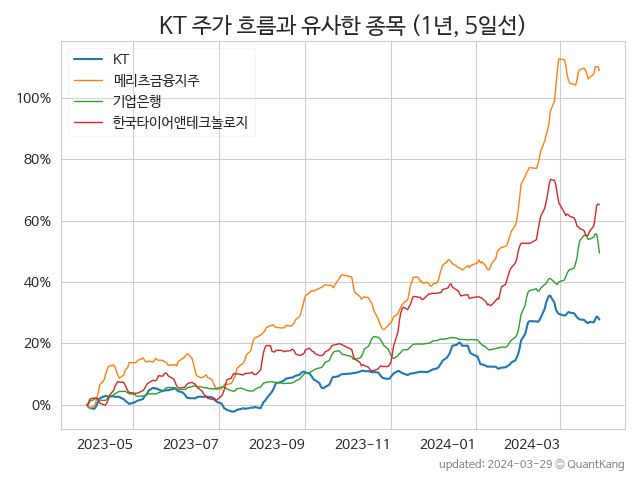 KT 주가 흐름과 유사한 종목 (1년, 5일선)
KT
메리츠금융지주
기업은행
한국타이어앤테크놀로지
100%
80%
60%
40%
20%
0%
2023-05 2023-07 2023-09 2023-11 2024-01 2024-03
updated: 2024-03-29 © QuantKang